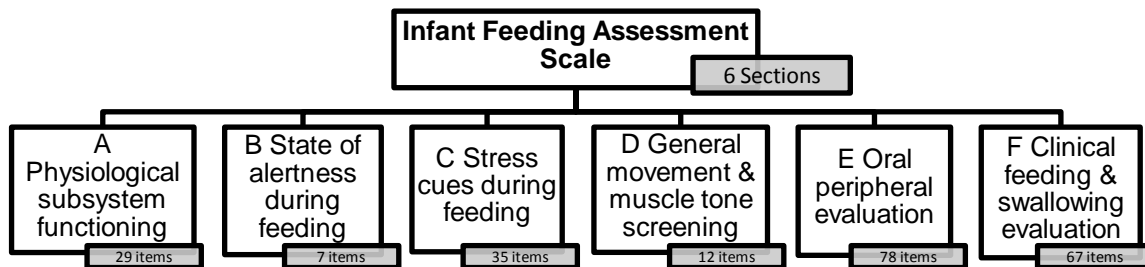 Infant Feeding Assessment
Scale
6 Sections
A
Physiological
subsystem
functioning
29 items
B State of
alertness
during
feeding
7 items
C Stress
cues during
feeding
35 items
D General
movement &
muscle tone
screening
12 items
E Oral
peripheral
evaluation
78 items
F Clinical
feeding &
swallowing
evaluation
67 items